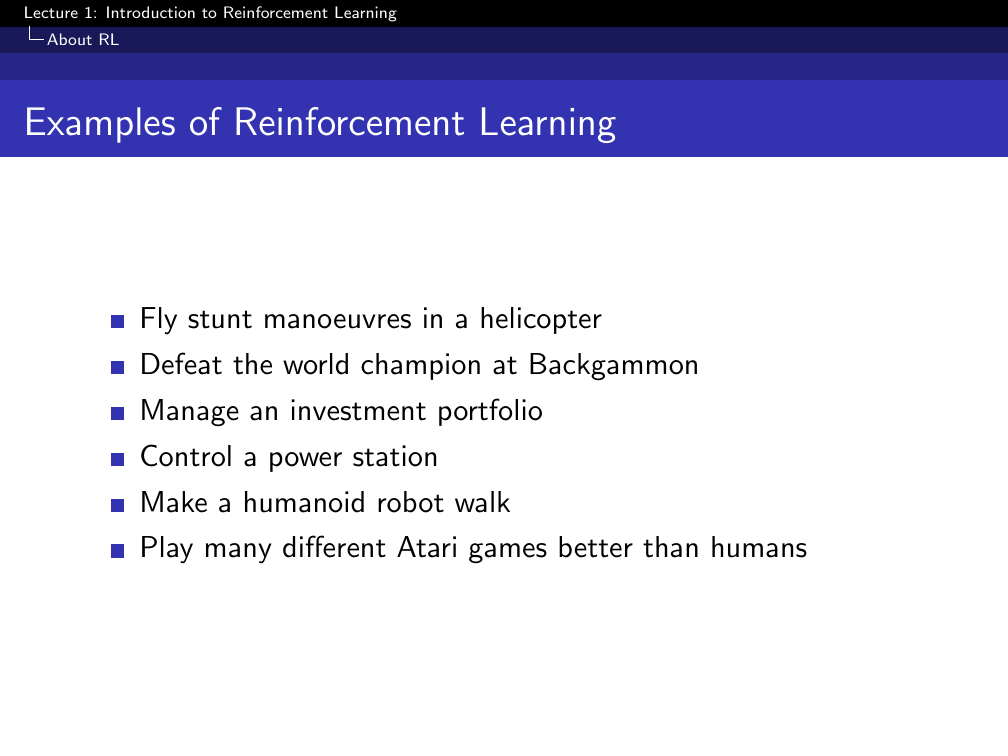 Lecture 1: Introduction to Reinforcement Learning
About RL
Examples of Reinforcement Learning
Fly stunt manoeuvres in a helicopter
Defeat the world champion at Backgammon
Manage an investment portfolio
Control a power station
Make a humanoid robot walk
Play many different Atari games better than humans